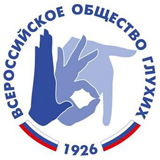 ВСЕРОССИЙСКОЕ ОБЩЕСТВО ГЛУХИХ
1926